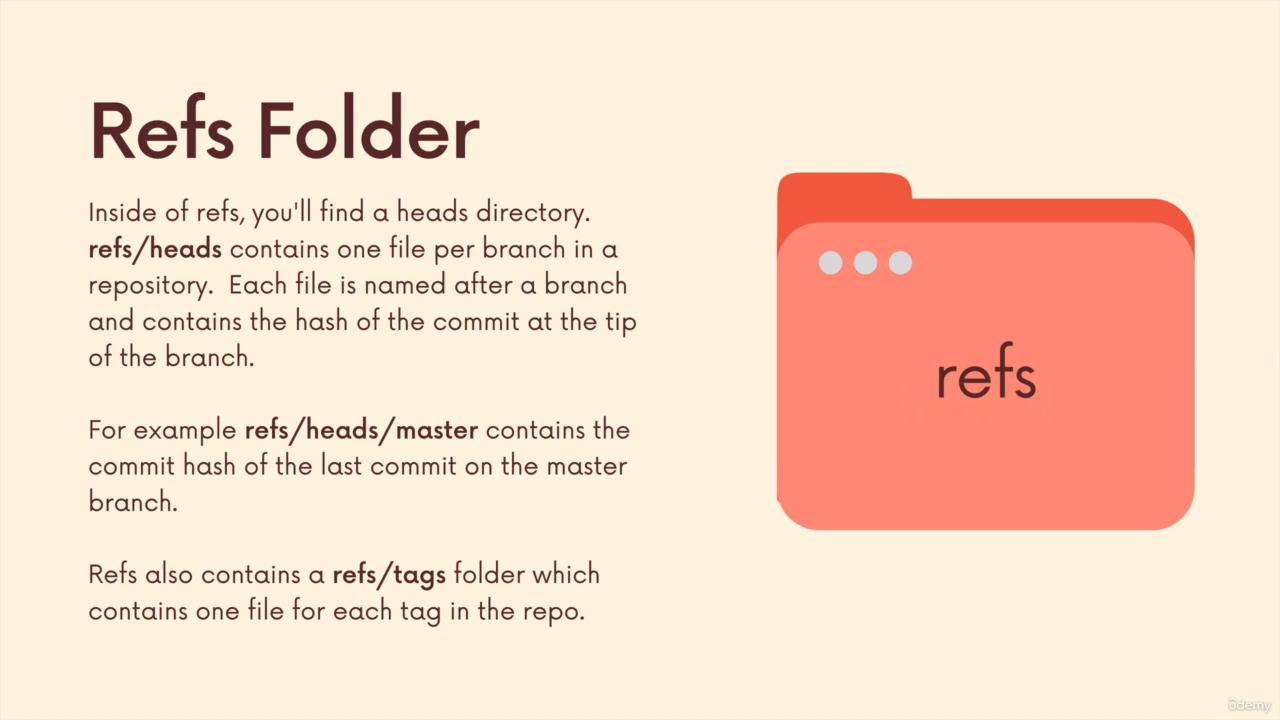 Refs Folder
Inside of refs, you'll find a heads directory.
refs/heads contains one file per branch in a
repository.  Each file is named after a branch
and contains the hash of the commit at the tip
of the branch.
For example refs/heads/master contains the
commit hash of the last commit on the master
branch.
Refs also contains a refs/tags folder which
contains one file for each tag in the repo.
refs
ûdemy